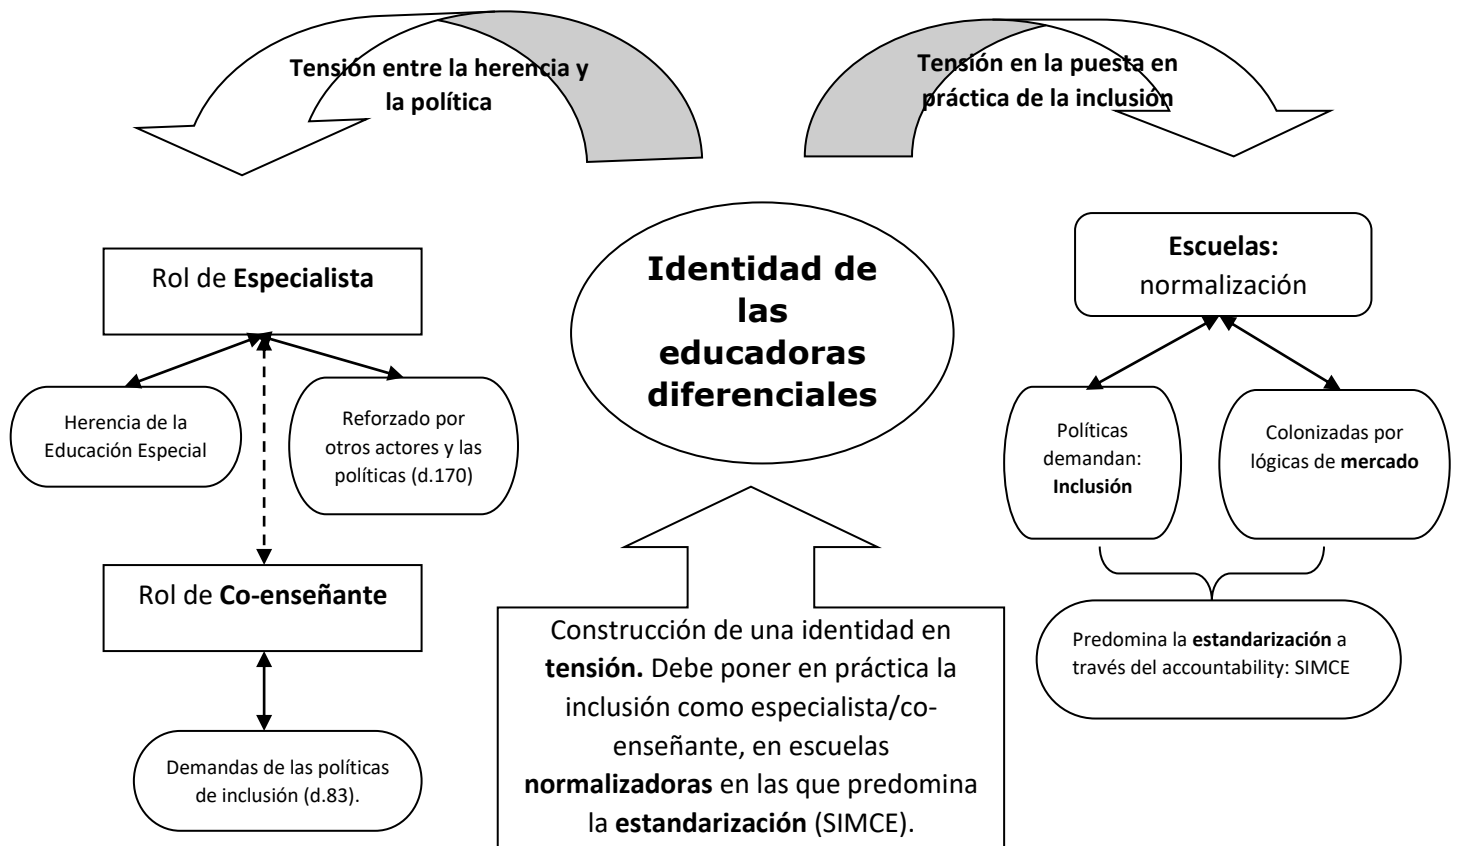 Tensión entre la herencia y
la política
Tensión en la puesta en
práctica de la inclusión
Rol de Especialista
Herencia de la
Educación Especial
Reforzado por
otros actores y las
políticas (d.170)
Rol de Co-enseñante
Demandas de las políticas
de inclusión (d.83).
Identidad de
las
educadoras
diferenciales
Construcción de una identidad en
tensión. Debe poner en práctica la
inclusión como especialista/co-
enseñante, en escuelas
normalizadoras en las que predomina
la estandarización (SIMCE).
Escuelas:
normalización
Políticas
demandan:
Inclusión
Colonizadas por
lógicas de mercado
Predomina la estandarización a
través del accountability: SIMCE